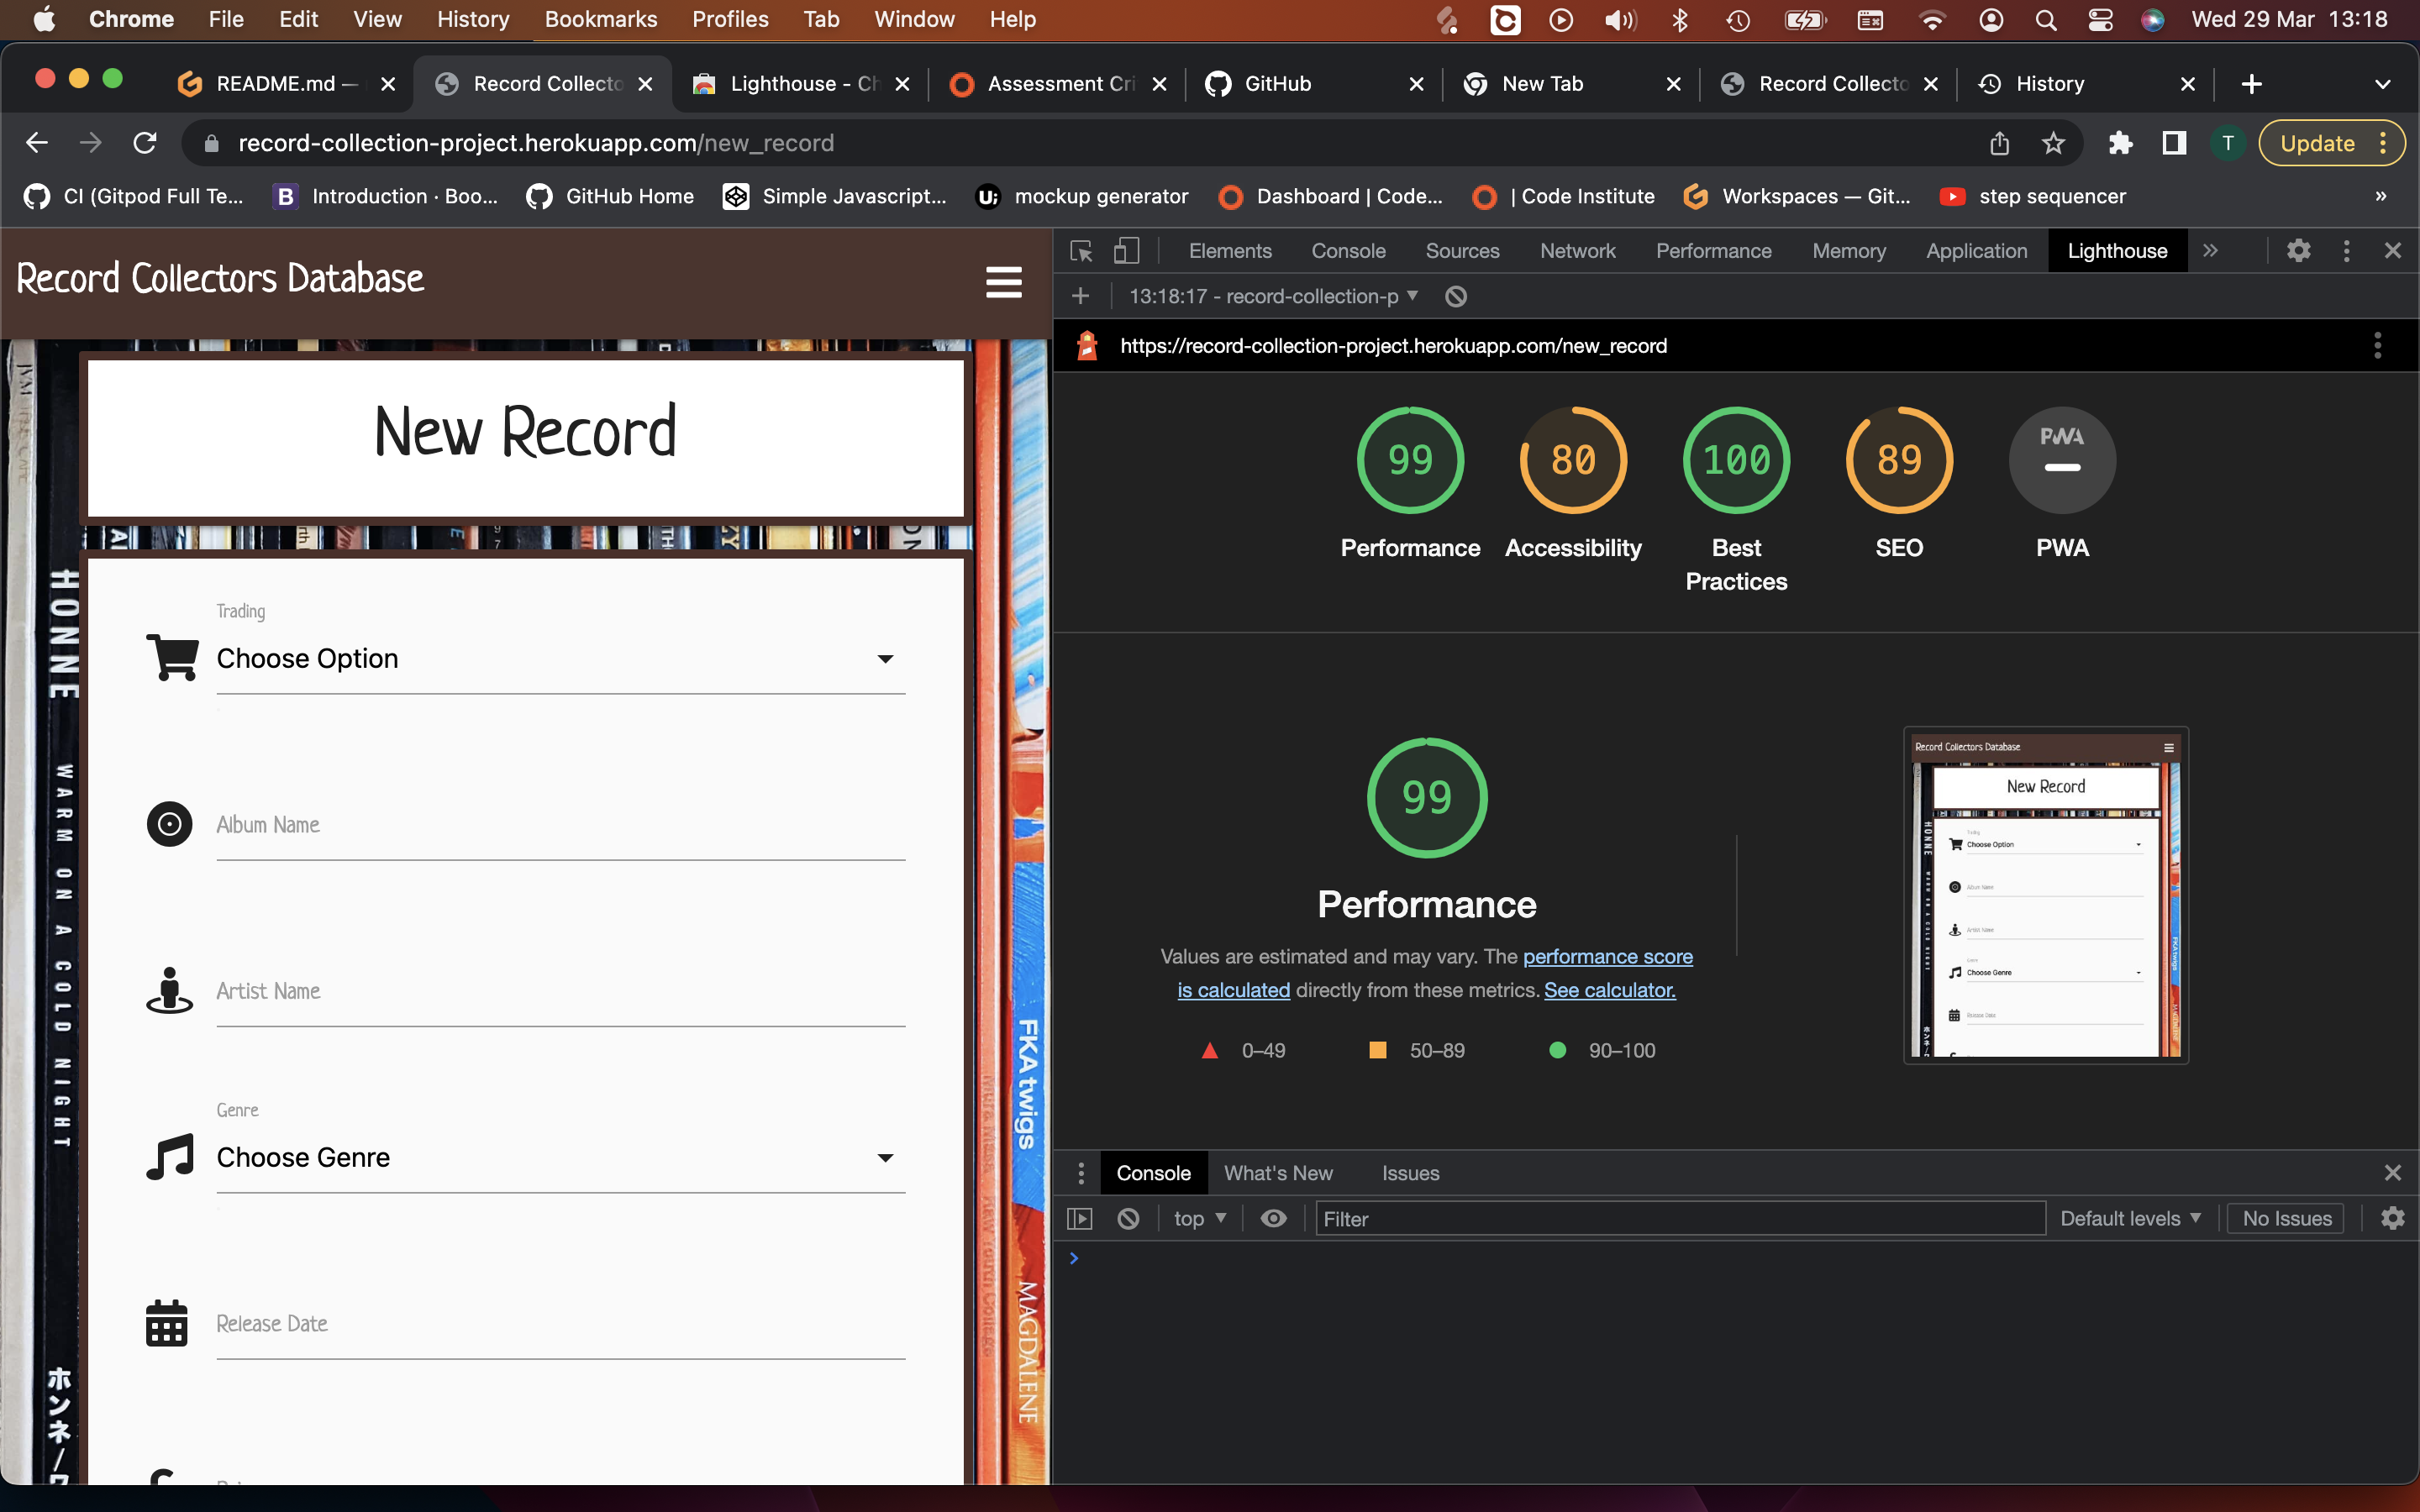 Chrome File Edit View History Bookmarks Profiles Tab Window Help Wed 29 Mar 13:18
README.md — Record Collecto Lighthouse - Ch Assessment Cri GitHub New Tab Record Collecto History
record-collection-project.herokuapp.com/new_record T Update
CI (Gitpod Full Te... B Introduction · Boo... GitHub Home Simple Javascript... Ui mockup generator Dashboard | Code... | Code Institute Workspaces — Git... step sequencer »
Record Collectors Database
New Record
Trading
Choose Option
Album Name
Artist Name
Genre
Choose Genre
Release Date
HONNE
WARM ON A COLD NIGHT
ホンネ/
FKA twigs
MAGDALENE
Elements Console Sources Network Performance Memory Application Lighthouse »
13:18:17 - record-collection-p
https://record-collection-project.herokuapp.com/new_record
99 80 100 89 PWA
Performance Accessibility Best Practices SEO PWA
99
Performance
Values are estimated and may vary. The performance score
is calculated directly from these metrics. See calculator.
0–49 50–89 90–100
Record Collectors Database
New Record
Choose Option
Album Name
Artist Name
Choose Genre
Release Date
Console What's New Issues
top Filter Default levels No Issues